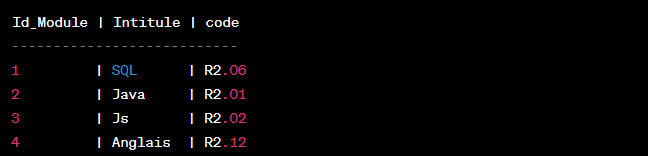 Id_Module | Intitule | code
---------------------------
1         | SQL      | R2.06
2         | Java     | R2.01
3         | Js       | R2.02
4         | Anglais  | R2.12